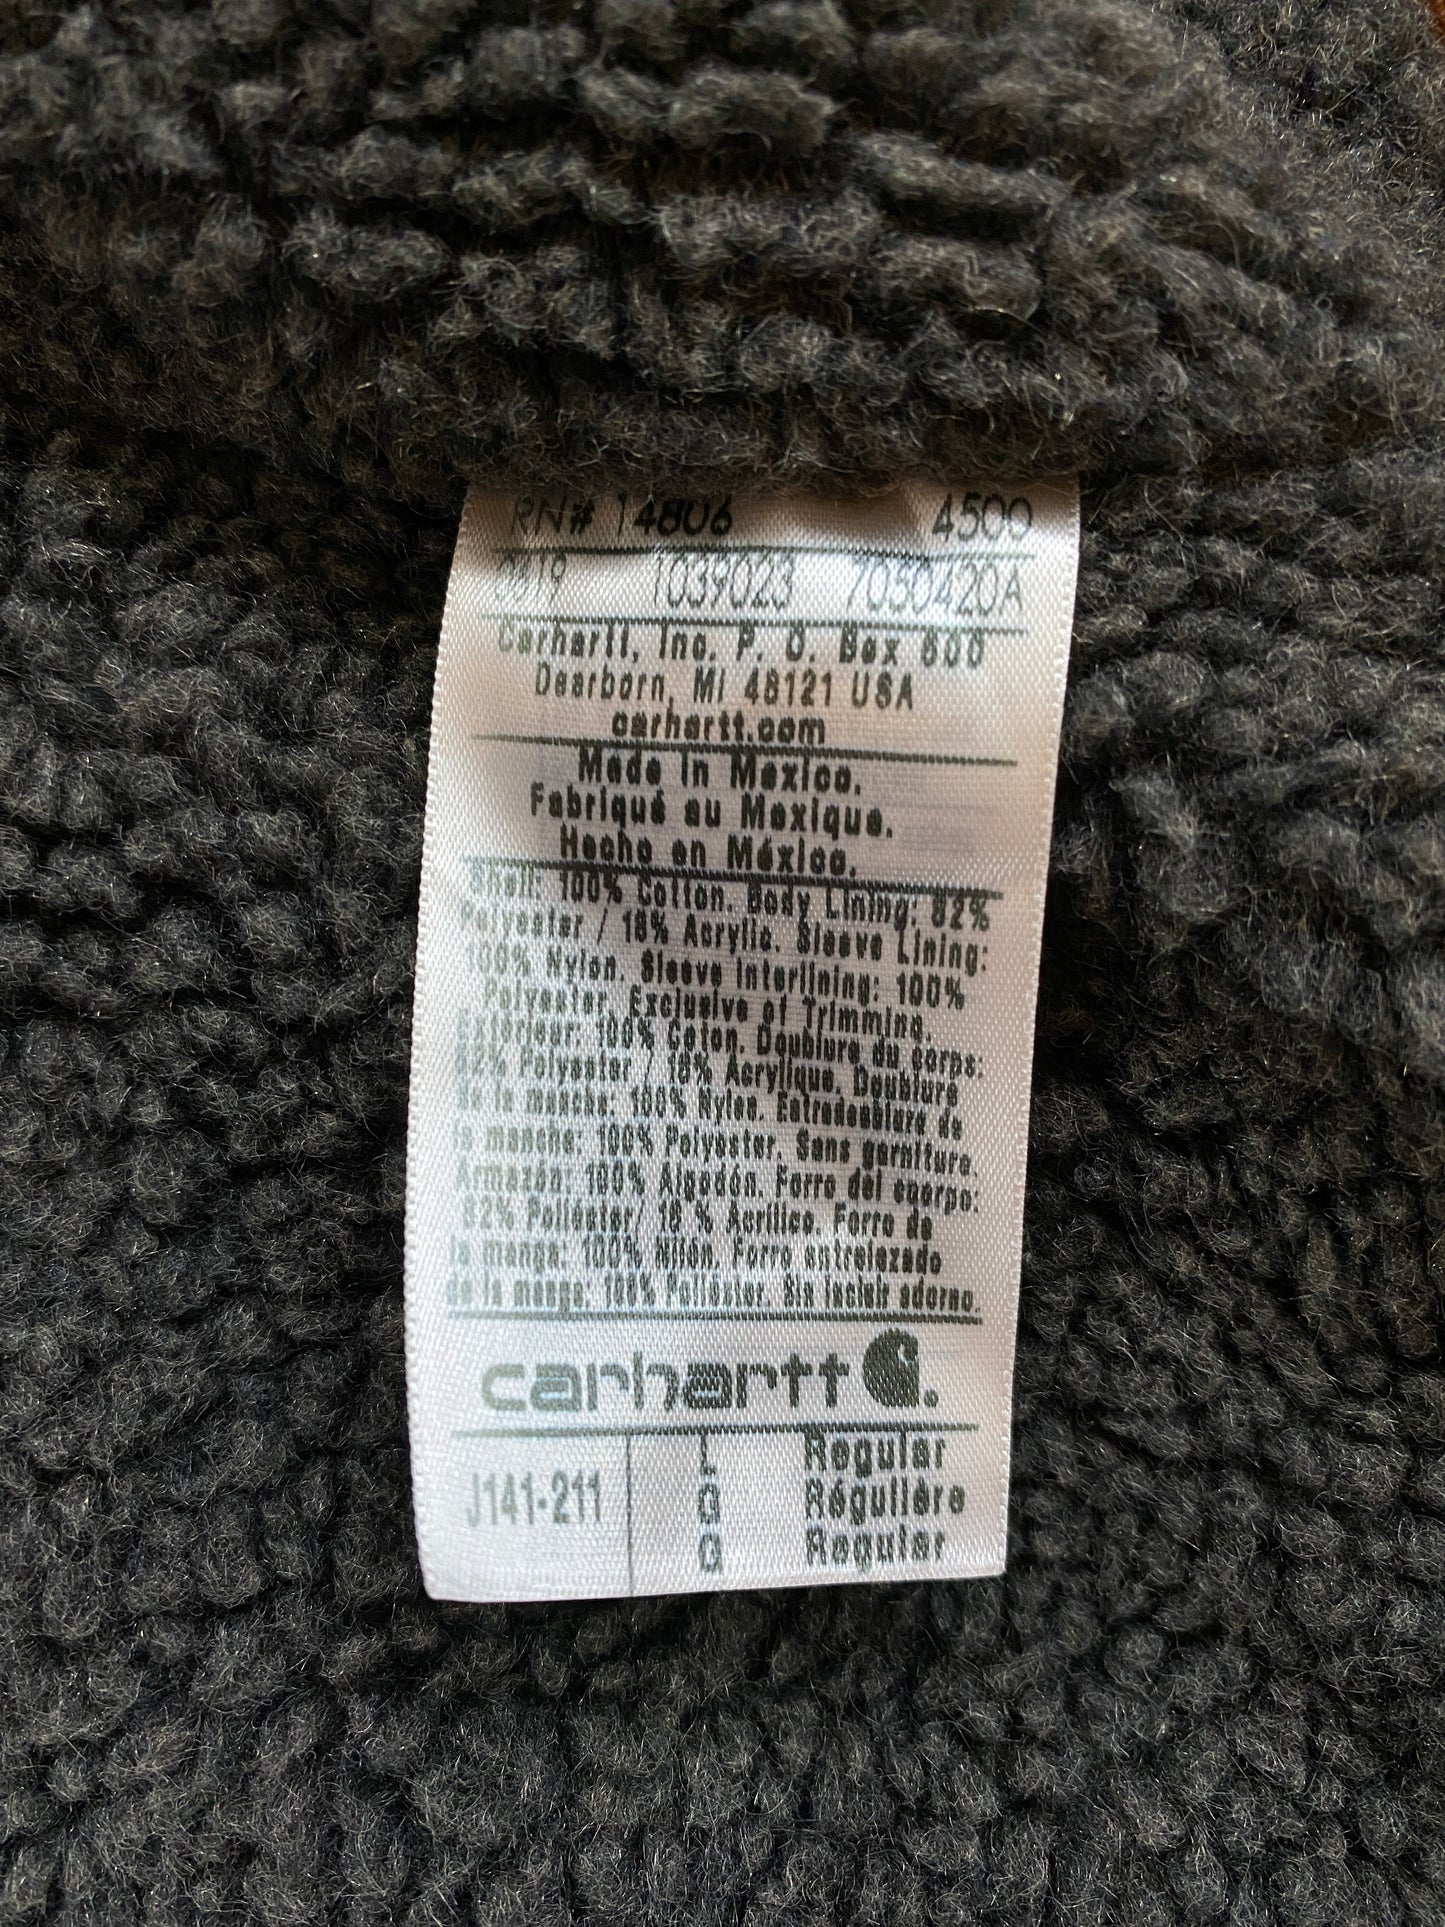 RN# 14806 4500
0819 1039023 7050420A
Carhartt, Inc. P. O. Box 600
Dearborn, MI 48121 USA
carhartt.com
Made in Mexico.
Fabriqué au Mexique.
Hecho en México.
Shell: 100% Cotton. Body Lining: 82%
Polyester / 18% Acrylic. Sleeve Lining:
100% Nylon. Sleeve Interlining: 100%
Polyester. Exclusive of Trimming.
Extérieur: 100% Coton. Doublure du corps:
82% Polyester / 18% Acrylique. Doublure
de la manche: 100% Nylon. Entredoublure de
la manche: 100% Polyester. Sans garniture.
Armazón: 100% Algodón. Forro del cuerpo:
82% Poliéster/ 18 % Acrílico. Forro de
la manga: 100% Nilón. Forro entrelazado
de la manga: 100% Poliéster. Sin incluir adorno.
carhartt
J141-211 L Regular
G Régulière
G Regular